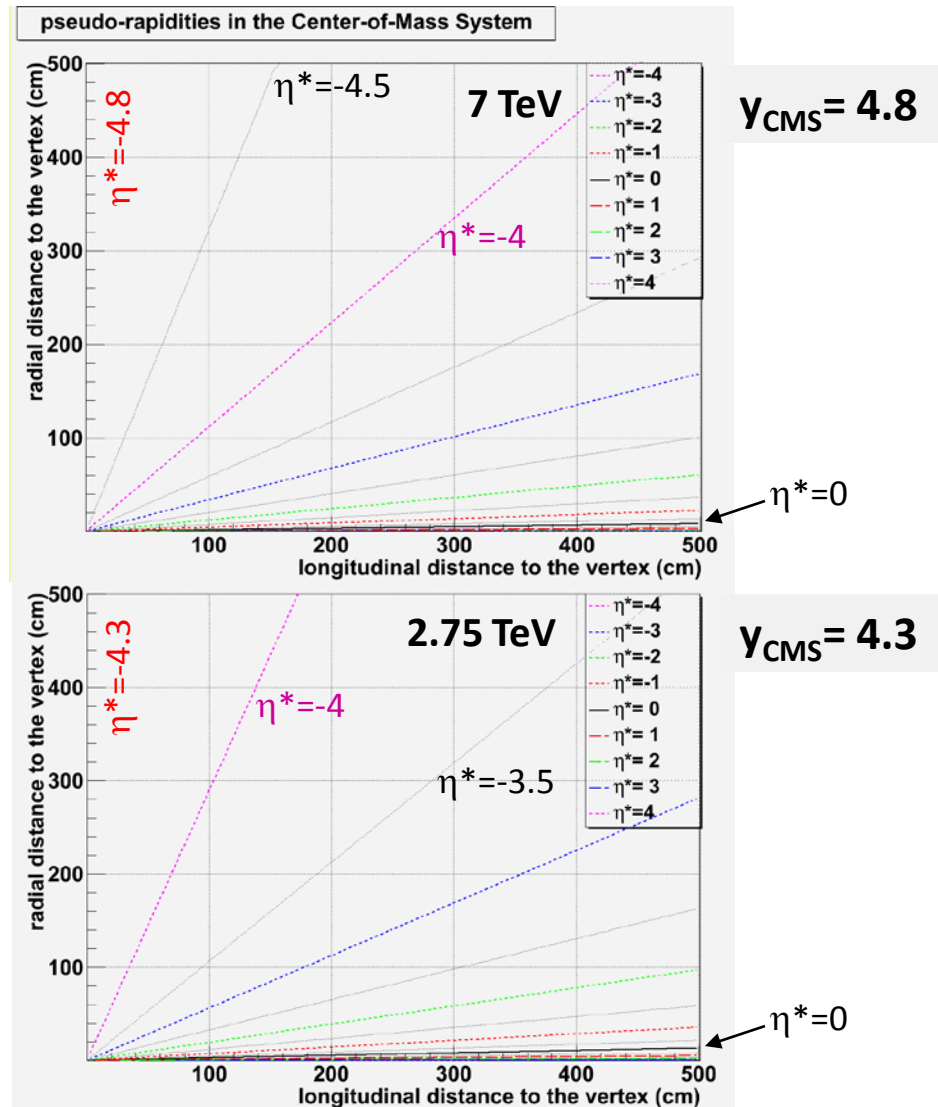 pseudo-rapidities in the Center-of-Mass System
radial distance to the vertex (cm)
500
400
300
200
100
η*=-4.8
η*=-4.5
7 TeV
η*=-4
η*=-4
η*=-3
η*=-2
η*=-1
η*= 0
η*= 1
η*= 2
η*= 3
η*=4
yCMS= 4.8
η*=0
100
200
300
400
500
longitudinal distance to the vertex (cm)
radial distance to the vertex (cm)
500
400
300
200
100
η*=-4.3
2.75 TeV
η*=-4
η*=-3.5
η*=-4
η*=-3
η*=-2
η*=-1
η*= 0
η*= 1
η*= 2
η*= 3
η*=4
yCMS= 4.3
η*=0
100
200
300
400
500
longitudinal distance to the vertex (cm)